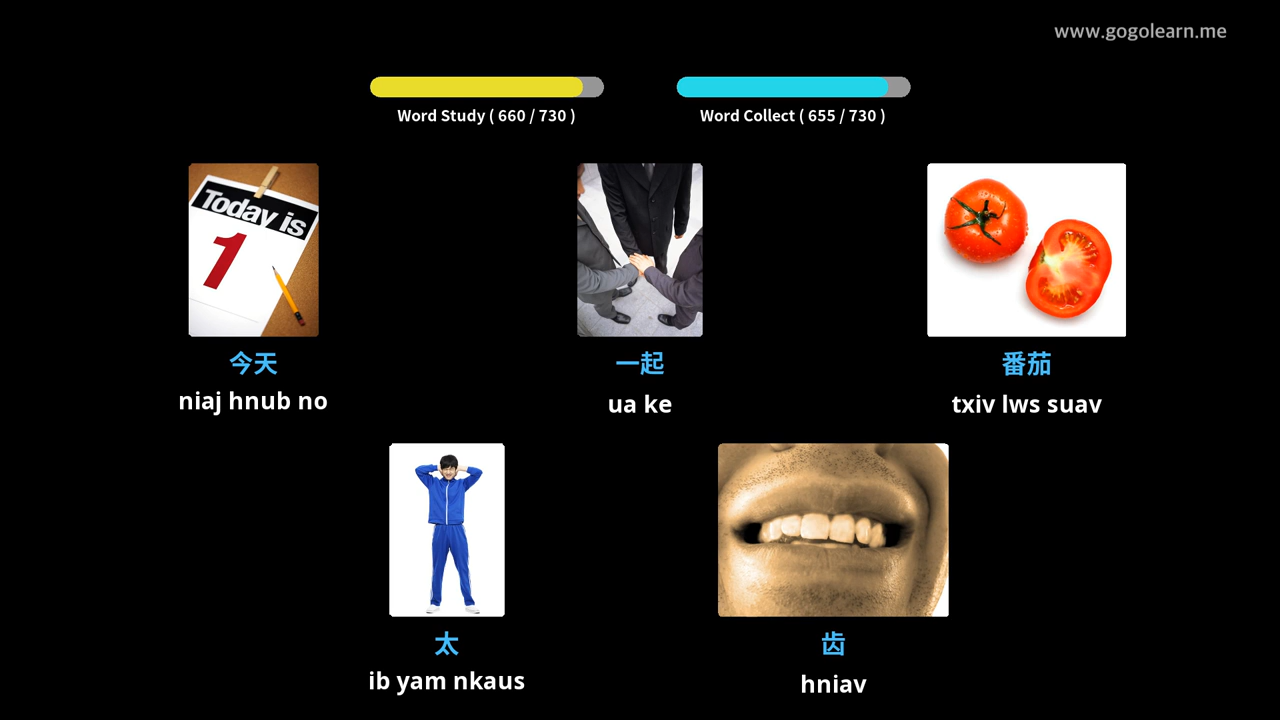 www.gogolearn.me
Word Study ( 660 / 730 )
Word Collect ( 655 / 730 )
Today is
1
今天
niaj hnub no
一起
ua ke
番茄
txiv lws suav
太
ib yam nkaus
齿
hniav